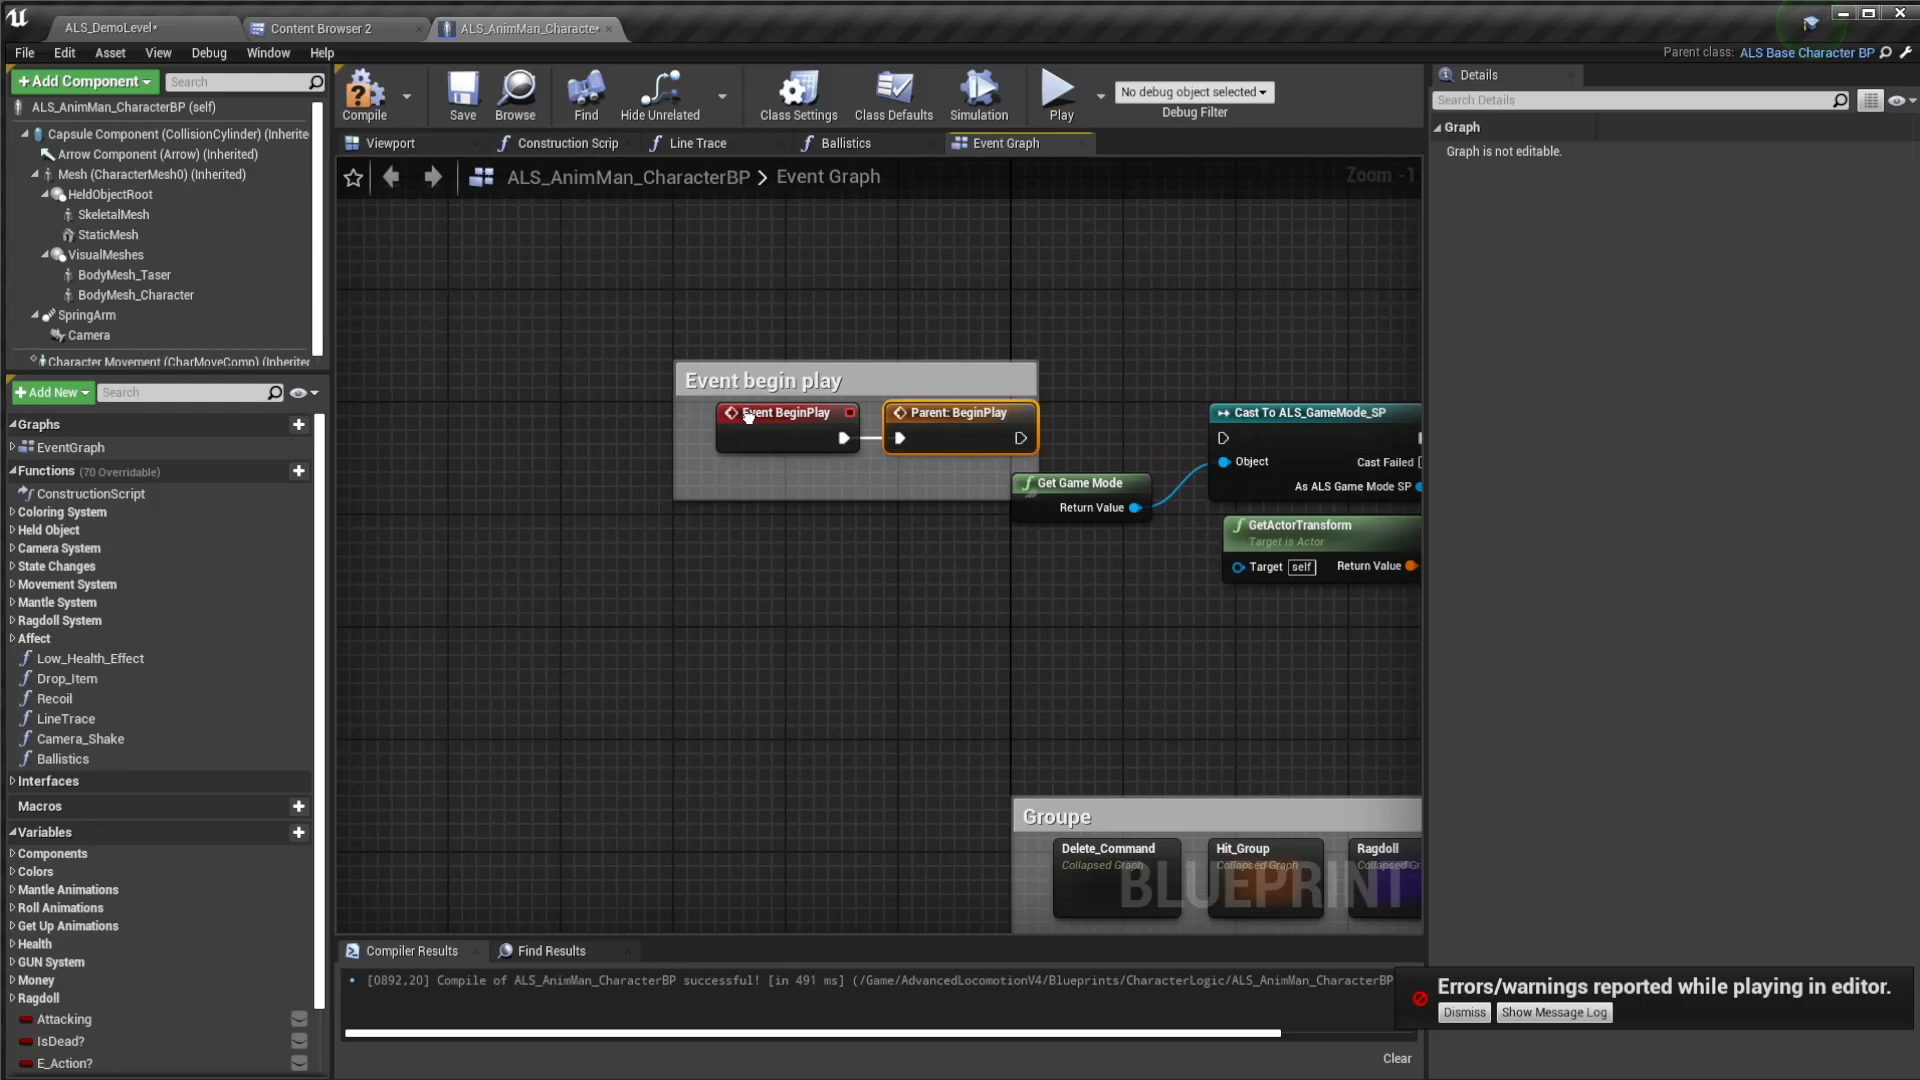 ALS_DemoLevel*
Content Browser 2
ALS_AnimMan_Characte*
File Edit Asset View Window Debug Help
Parent class: ALS Base Character BP
+Add Component
Search
ALS_AnimMan_CharacterBP (self)
Capsule Component (CollisionCylinder) (Inherite
Arrow Component (Arrow) (Inherited)
Mesh (CharacterMesh0) (Inherited)
HeldObjectRoot
SkeletalMesh
StaticMesh
VisualMeshes
BodyMesh_Taser
BodyMesh_Character
SpringArm
Camera
Character Movement (CharMoveComp) (Inherite
+Add New
Search
Graphs
EventGraph
Functions (70 Overridable)
ConstructionScript
Coloring System
Held Object
Camera System
State Changes
Movement System
Mantle System
Ragdoll System
Affect
Low_Health_Effect
Drop_Item
Recoil
LineTrace
Camera_Shake
Ballistics
Interfaces
Macros
Variables
Components
Colors
Mantle Animations
Roll Animations
Get Up Animations
Health
GUN System
Money
Ragdoll
Attacking
IsDead?
E_Action?
Compile
Save
Browse
Find
Hide Unrelated
Class Settings
Class Defaults
Simulation
Play
No debug object selected
Debug Filter
Viewport
Construction Scrip
Line Trace
Ballistics
Event Graph
ALS_AnimMan_CharacterBP > Event Graph
Zoom -1
Event begin play
Event BeginPlay
Parent: BeginPlay
Get Game Mode
Return Value
Cast To ALS_GameMode_SP
Object
Cast Failed
As ALS Game Mode SP
GetActorTransform
Target is Actor
Target self
Return Value
Groupe
Delete_Command
Collapsed Graph
Hit_Group
Collapsed Graph
Ragdoll
Collapsed Gr
BLUEPRINT
Compiler Results
Find Results
[0892,20] Compile of ALS_AnimMan_CharacterBP successful! [in 491 ms] (/Game/AdvancedLocomotionV4/Blueprints/CharacterLogic/ALS_AnimMan_CharacterBP
Clear
Details
Search Details
Graph
Graph is not editable.
Errors/warnings reported while playing in editor.
Dismiss
Show Message Log